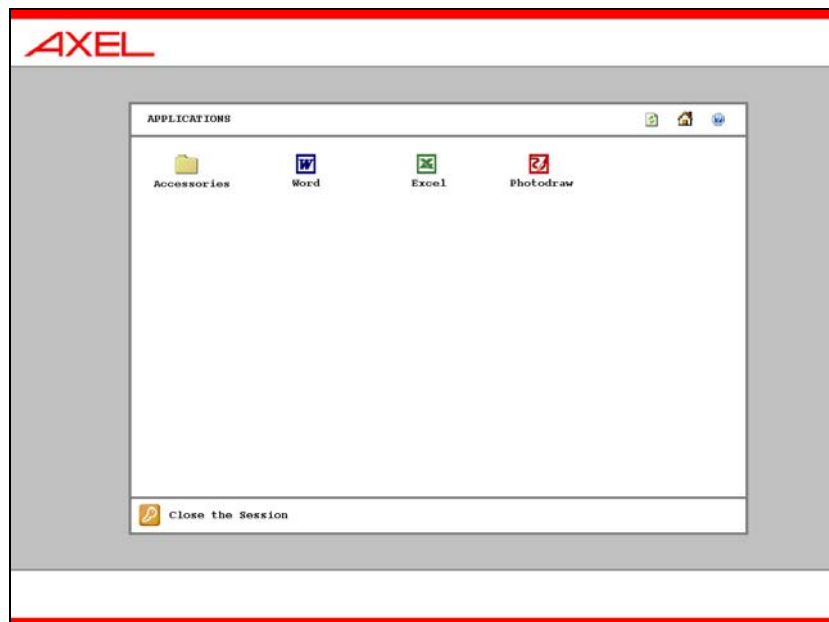 AXEL
APPLICATIONS
Accessories Word Excel Photodraw
Close the Session